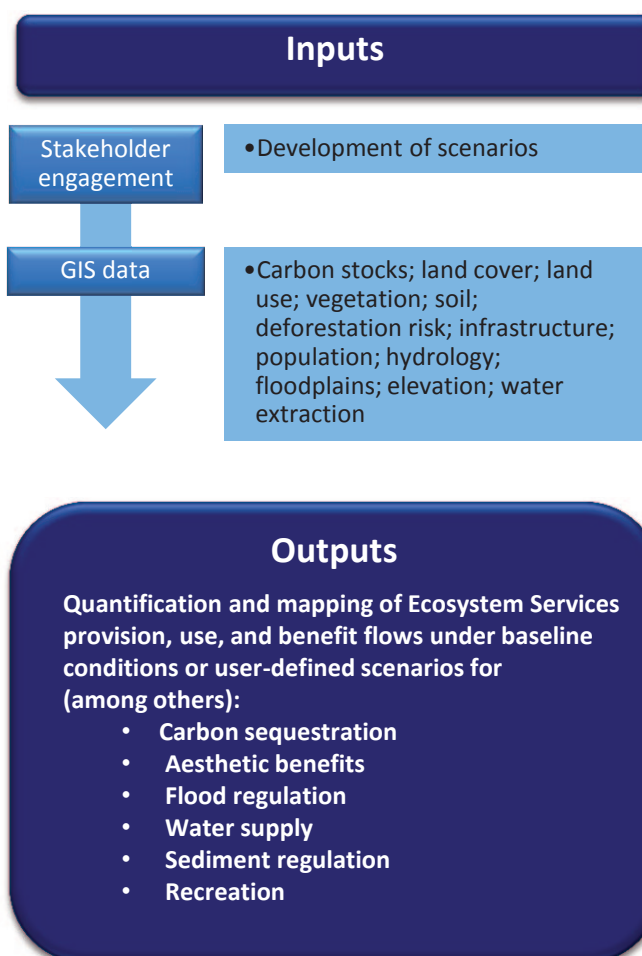 Inputs
Stakeholder
engagement
•Development of scenarios
GIS data
•Carbon stocks; land cover; land
use; vegetation; soil;
deforestation risk; infrastructure;
population; hydrology;
floodplains; elevation; water
extraction
Outputs
Quantification and mapping of Ecosystem Services
provision, use, and benefit flows under baseline
conditions or user-defined scenarios for
(among others):
• Carbon sequestration
• Aesthetic benefits
• Flood regulation
• Water supply
• Sediment regulation
• Recreation